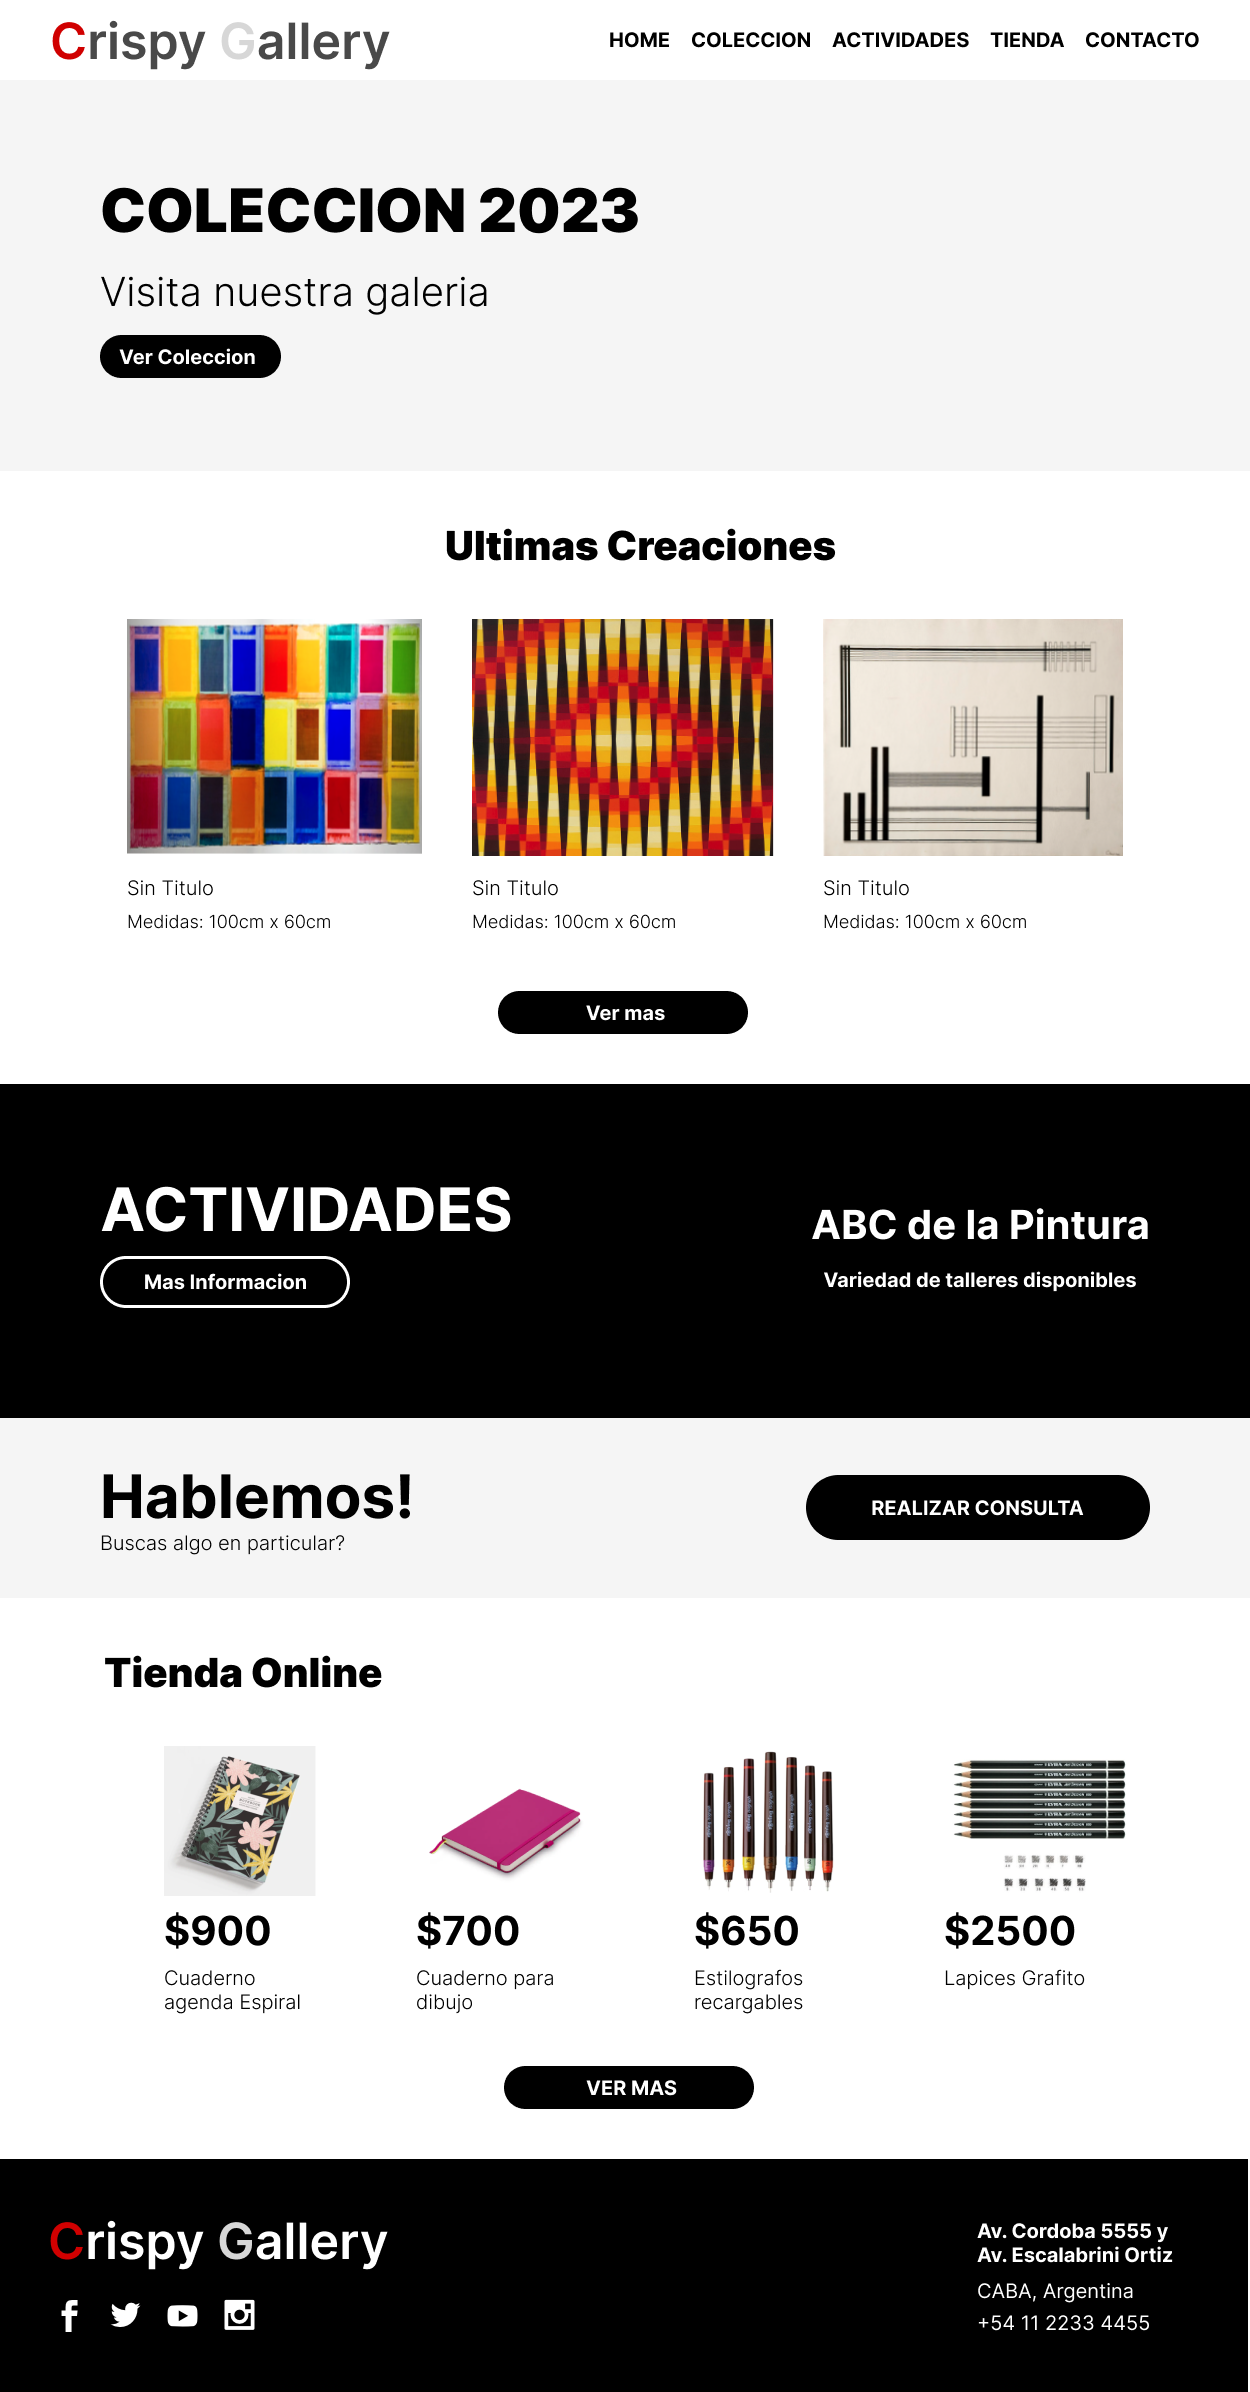 Crispy Gallery
HOME COLECCION ACTIVIDADES TIENDA CONTACTO
COLECCION 2023
Visita nuestra galeria
Ver Coleccion
Ultimas Creaciones
Sin Titulo
Medidas: 100cm x 60cm
Sin Titulo
Medidas: 100cm x 60cm
Sin Titulo
Medidas: 100cm x 60cm
Ver mas
ACTIVIDADES
Mas Informacion
ABC de la Pintura
Variedad de talleres disponibles
Hablemos!
Buscas algo en particular?
REALIZAR CONSULTA
Tienda Online
$900
Cuaderno
agenda Espiral
$700
Cuaderno para
dibujo
$650
Estilografos
recargables
$2500
Lapices Grafito
VER MAS
Crispy Gallery
Av. Cordoba 5555 y
Av. Escalabrini Ortiz
CABA, Argentina
+54 11 2233 4455